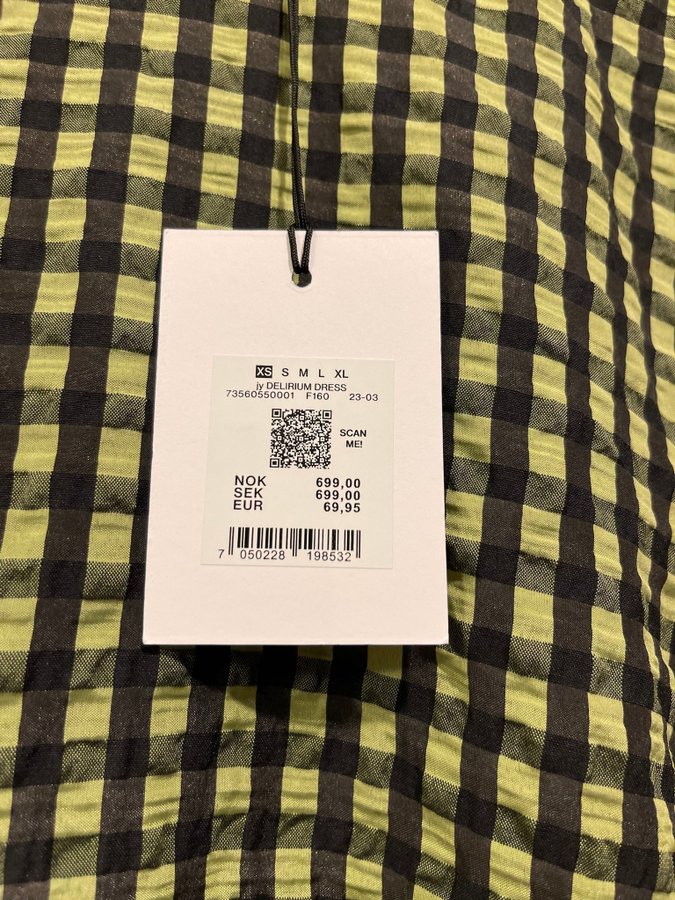 XS S M L XL
jy DELIRIUM DRESS
73560550001 F160 23-03
SCAN
ME!
NOK 699,00
SEK 699,00
EUR 69,95
7 050228 198532